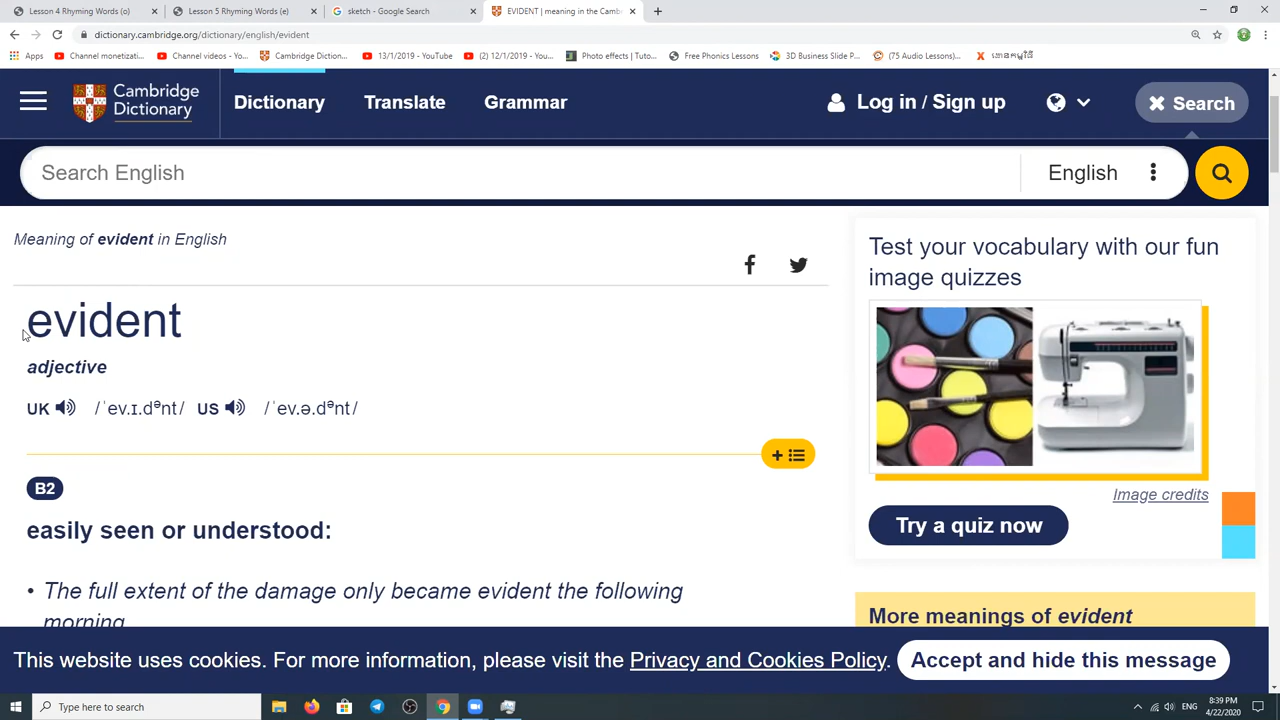 Lesson 4 Rhyming Words (o)
Lesson 5 Rhyming Words (e)
sketch - Google Search
EVIDENT | meaning in the Camb
dictionary.cambridge.org/dictionary/english/evident
Apps
Channel monetizati...
Channel videos - Yo...
Cambridge Diction...
13/1/2019 - YouTube
(2) 12/1/2019 - YouT...
Photo effects | Tuto...
Free Phonics Lessons
3D Business Slide P...
(75 Audio Lessons)...
Cambridge
Dictionary
Dictionary
Translate
Grammar
Log in / Sign up
Search
Search English
English
Meaning of evident in English
evident
adjective
UK /ˈev.ɪ.dᵊnt/ US /ˈev.ə.dᵊnt/
B2
easily seen or understood:
• The full extent of the damage only became evident the following
morning
Test your vocabulary with our fun
image quizzes
Image credits
Try a quiz now
More meanings of evident
This website uses cookies. For more information, please visit the Privacy and Cookies Policy.
Accept and hide this message
Type here to search
ENG
8:39 PM
4/22/2020